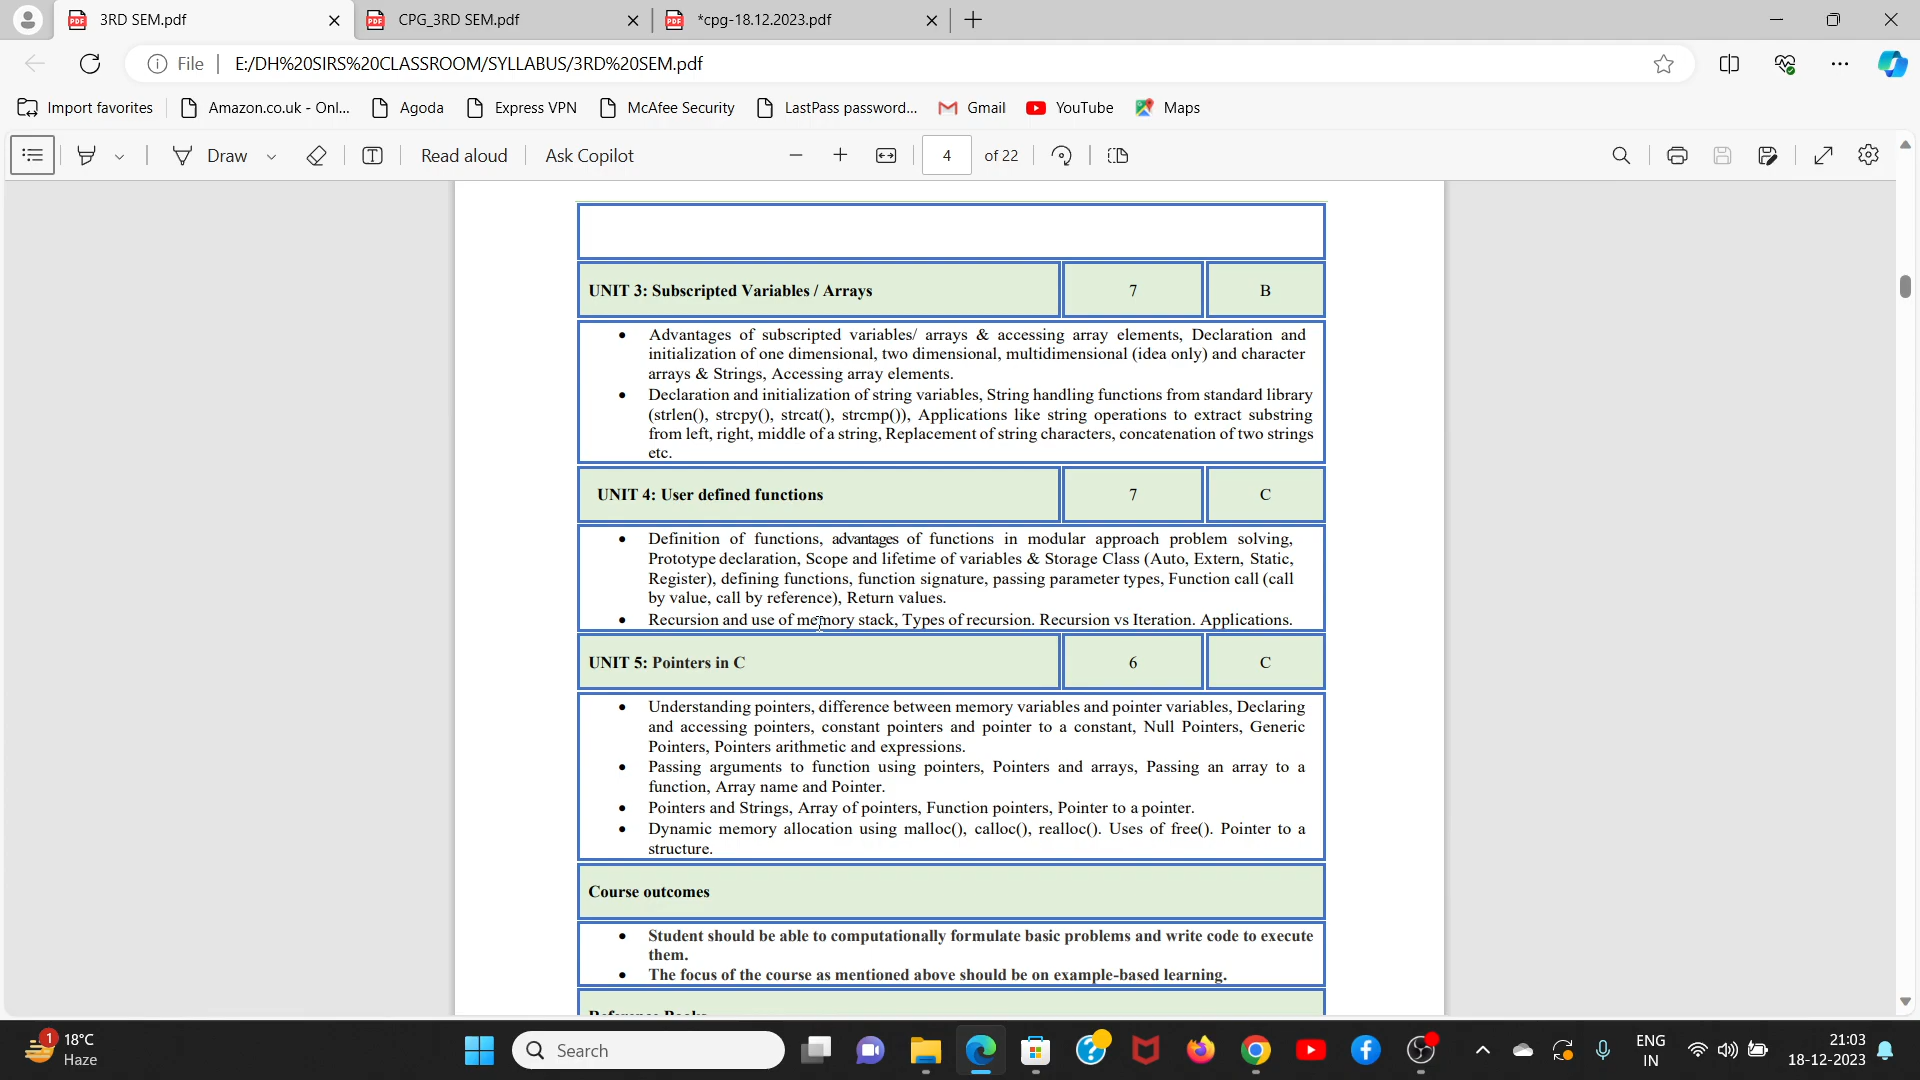 3RD SEM.pdf
CPG_3RD SEM.pdf
*cpg-18.12.2023.pdf
File
E:/DH%20SIRS%20CLASSROOM/SYLLABUS/3RD%20SEM.pdf
Import favorites
Amazon.co.uk - Onl...
Agoda
Express VPN
McAfee Security
LastPass password...
Gmail
YouTube
Maps
Draw
Read aloud
Ask Copilot
4
of 22
UNIT 3: Subscripted Variables / Arrays
7
B
Advantages of subscripted variables/ arrays & accessing array elements, Declaration and
initialization of one dimensional, two dimensional, multidimensional (idea only) and character
arrays & Strings, Accessing array elements.
Declaration and initialization of string variables, String handling functions from standard library
(strlen(), strcpy(), strcat(), strcmp()), Applications like string operations to extract substring
from left, right, middle of a string, Replacement of string characters, concatenation of two strings
etc.
UNIT 4: User defined functions
7
C
Definition of functions, advantages of functions in modular approach problem solving,
Prototype declaration, Scope and lifetime of variables & Storage Class (Auto, Extern, Static,
Register), defining functions, function signature, passing parameter types, Function call (call
by value, call by reference), Return values.
Recursion and use of memory stack, Types of recursion. Recursion vs Iteration. Applications.
UNIT 5: Pointers in C
6
C
Understanding pointers, difference between memory variables and pointer variables, Declaring
and accessing pointers, constant pointers and pointer to a constant, Null Pointers, Generic
Pointers, Pointers arithmetic and expressions.
Passing arguments to function using pointers, Pointers and arrays, Passing an array to a
function, Array name and Pointer.
Pointers and Strings, Array of pointers, Function pointers, Pointer to a pointer.
Dynamic memory allocation using malloc(), calloc(), realloc(). Uses of free(). Pointer to a
structure.
Course outcomes
Student should be able to computationally formulate basic problems and write code to execute
them.
The focus of the course as mentioned above should be on example-based learning.
1
18°C
Haze
Search
ENG
IN
21:03
18-12-2023